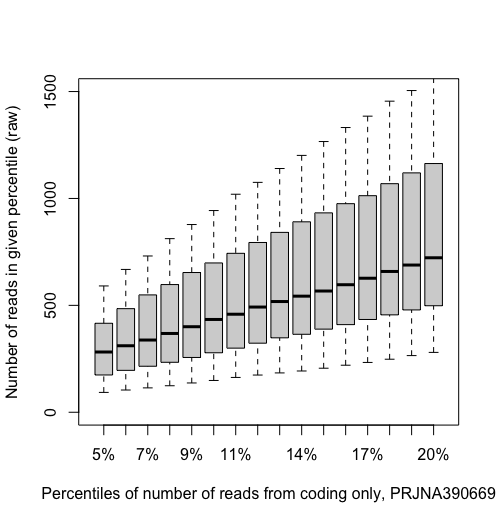 Number of reads in given percentile (raw)
1500
1000
500
0
5% 7% 9% 11% 14% 17% 20%
Percentiles of number of reads from coding only, PRJNA390669